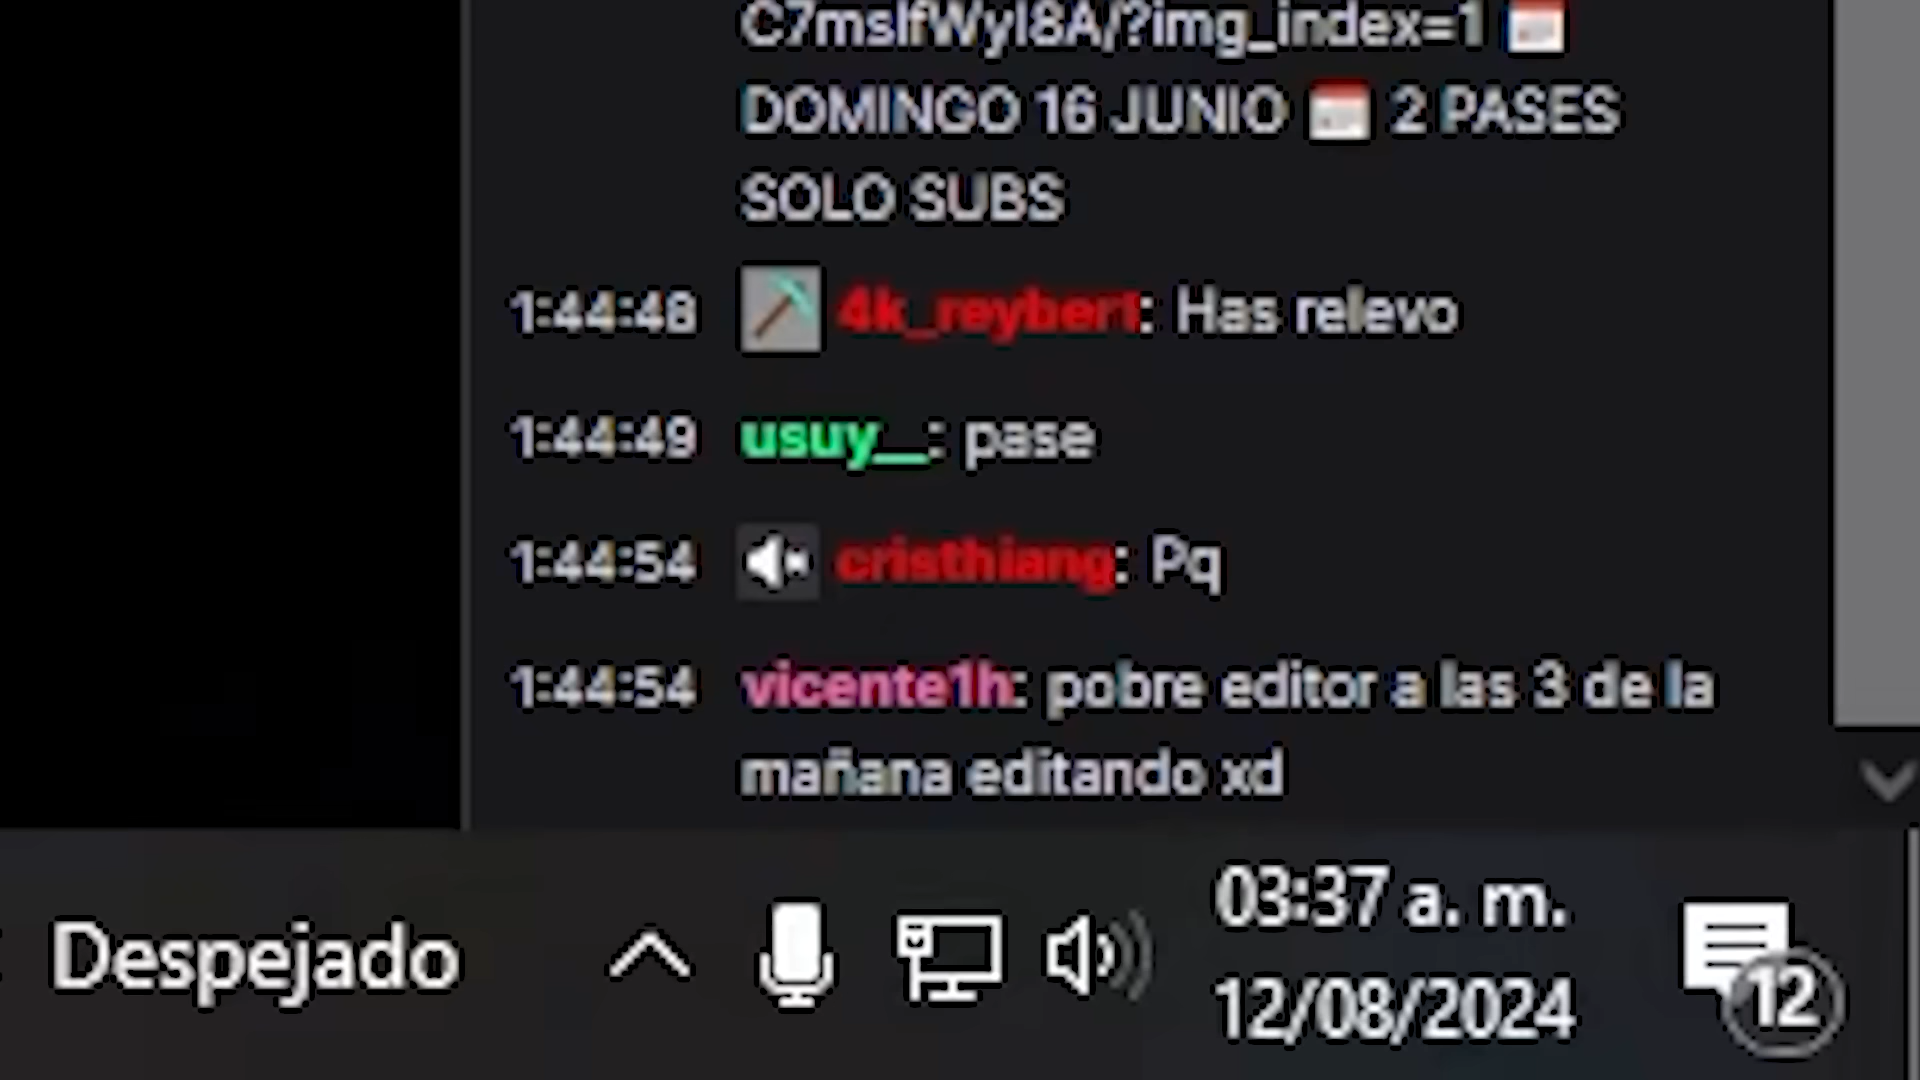 C7mslfWyI8A/?img_index=1
DOMINGO 16 JUNIO 2 PASES
SOLO SUBS
1:44:48 4k_reybert: Has relevo
1:44:49 usuy__: pase
1:44:54 cristhiang: Pq
1:44:54 vicente1h: pobre editor a las 3 de la
mañana editando xd
Despejado
03:37 a. m.
12/08/2024
12